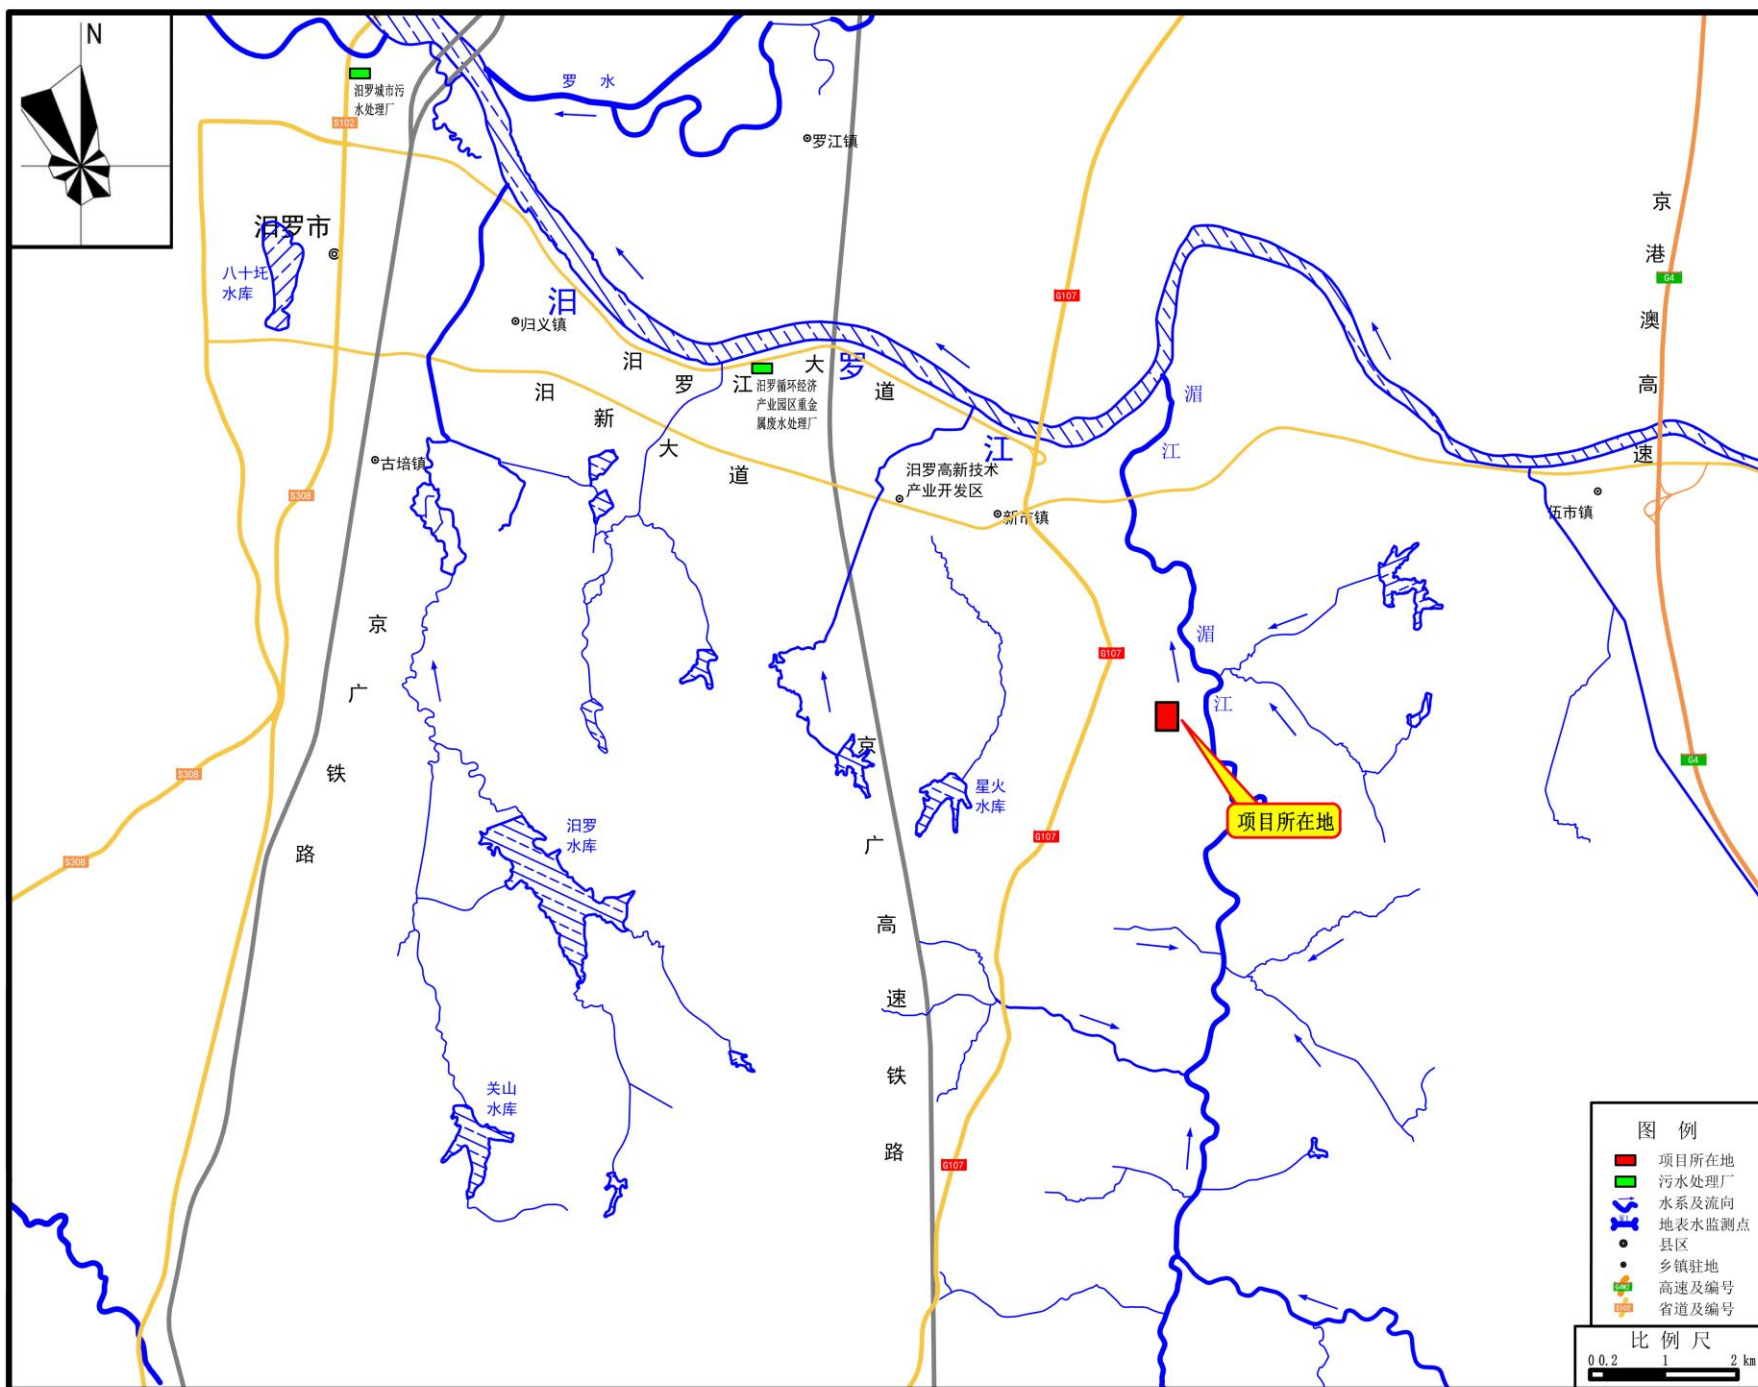 N
汨罗城市污
水处理厂
S102
罗 水
罗江镇
京
港
澳
高
速
汨罗市
八十圫
水库
G4
G107
归义镇
汨
罗
江
汨
罗
江
大
道
汨
新
大
道
汨罗循环经济
产业园区重金
属废水处理厂
湄
江
古培镇
汨罗高新技术
产业开发区
新市镇
伍市镇
S308
京
广
铁
路
G107
湄
江
S308
京
广
高
速
铁
路
星火
水库
G4
项目所在地
汨罗
水库
G107
S308
关山
水库
G107
图 例
项目所在地
污水处理厂
水系及流向
地表水监测点
县区
乡镇驻地
高速及编号
省道及编号
比 例 尺
0 0.2 1 2 km